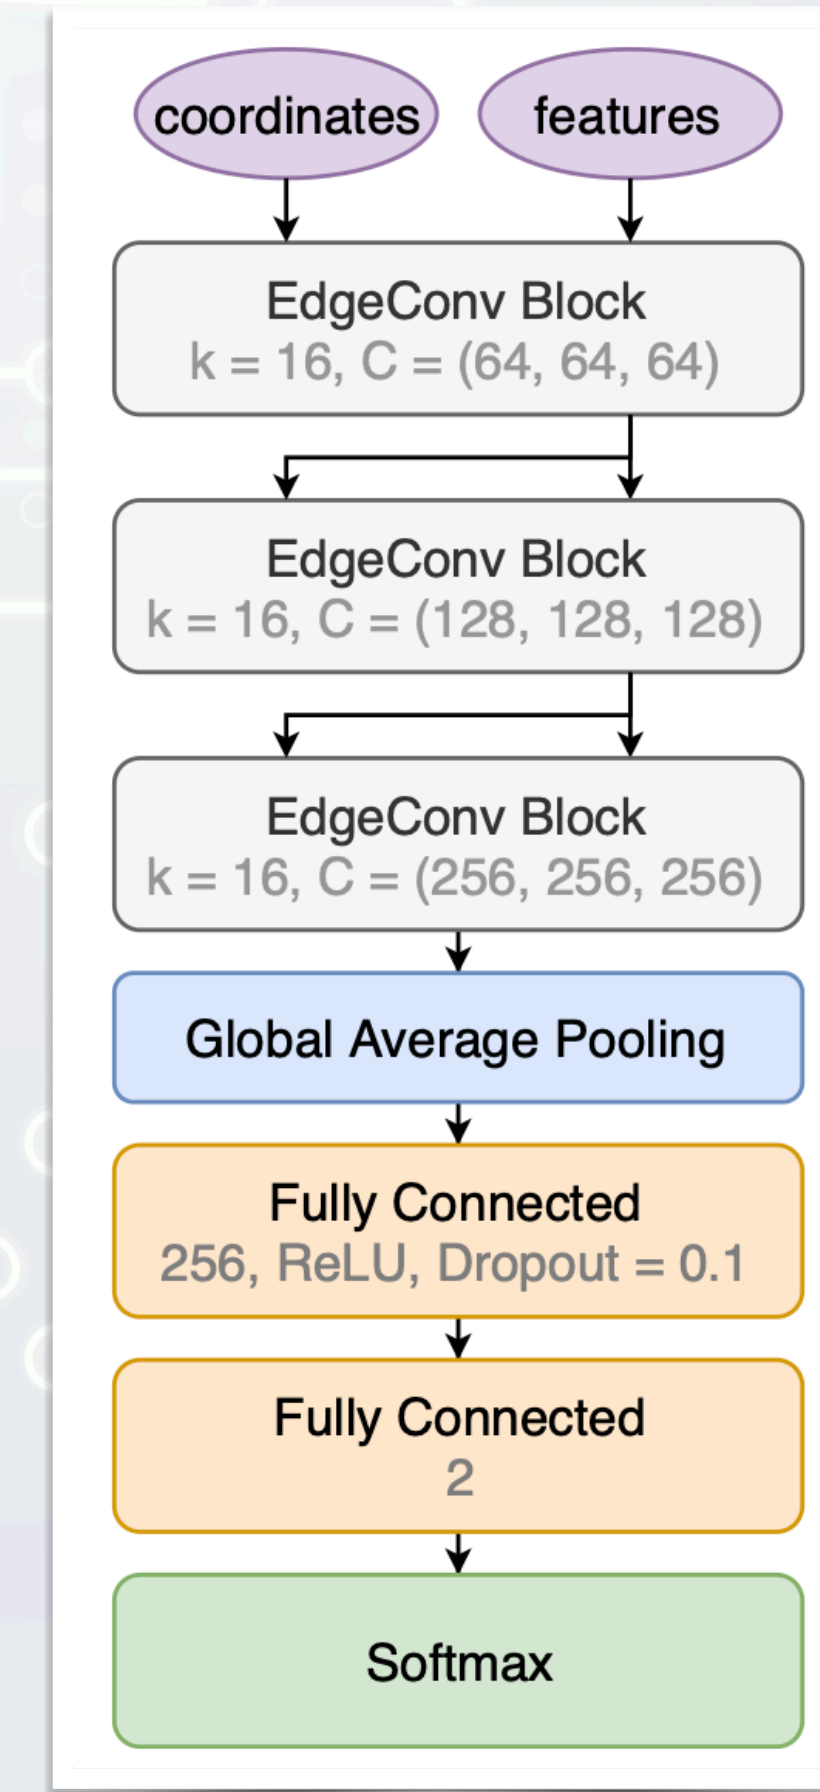 coordinates
features
EdgeConv Block
k = 16, C = (64, 64, 64)
EdgeConv Block
k = 16, C = (128, 128, 128)
EdgeConv Block
k = 16, C = (256, 256, 256)
Global Average Pooling
Fully Connected
256, ReLU, Dropout = 0.1
Fully Connected
2
Softmax